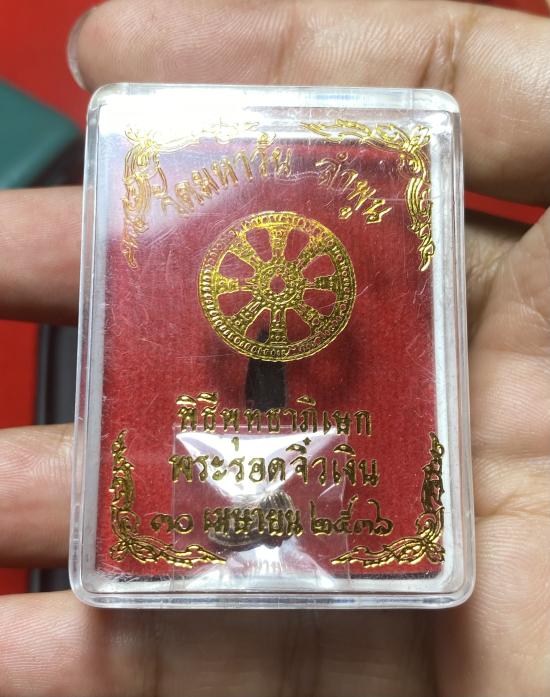 วัดมหาวัน ลำพูน
พิธีพุทธาภิเษก
พระรอดจิ๋วเงิน
๓๐ เมษายน ๒๕๓๖